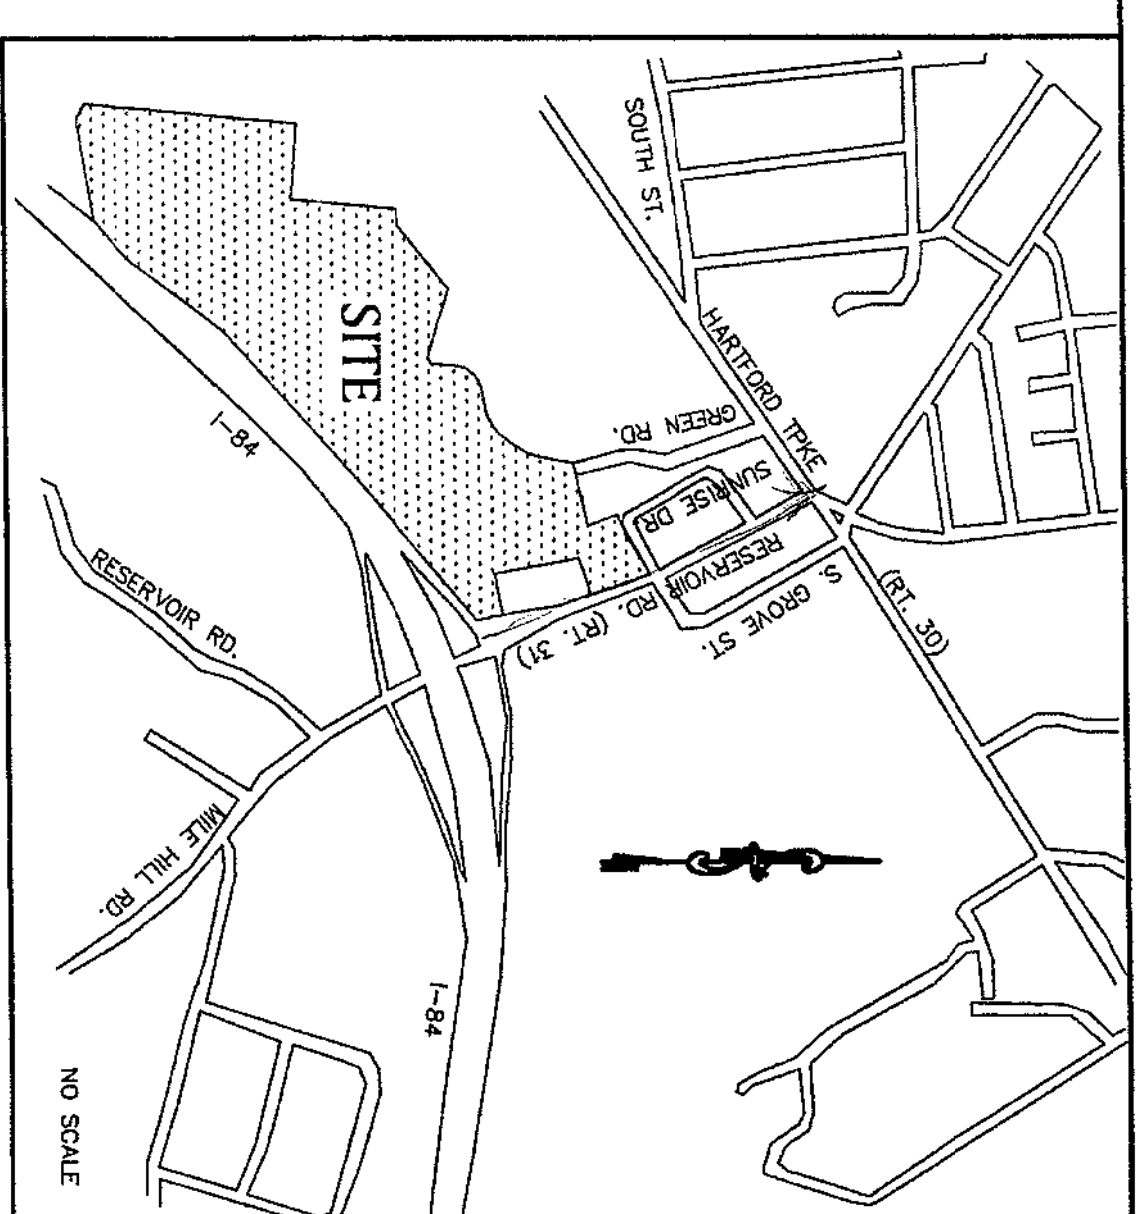 SOUTH ST.
HARTFORD TPKE
(RT. 30)
GREEN RD.
SUNRISE DR.
RESERVOIR RD. (RT. 31)
S. GROVE ST.
SITE
I-84
RESERVOIR RD.
MILE HILL RD.
I-84
NO SCALE